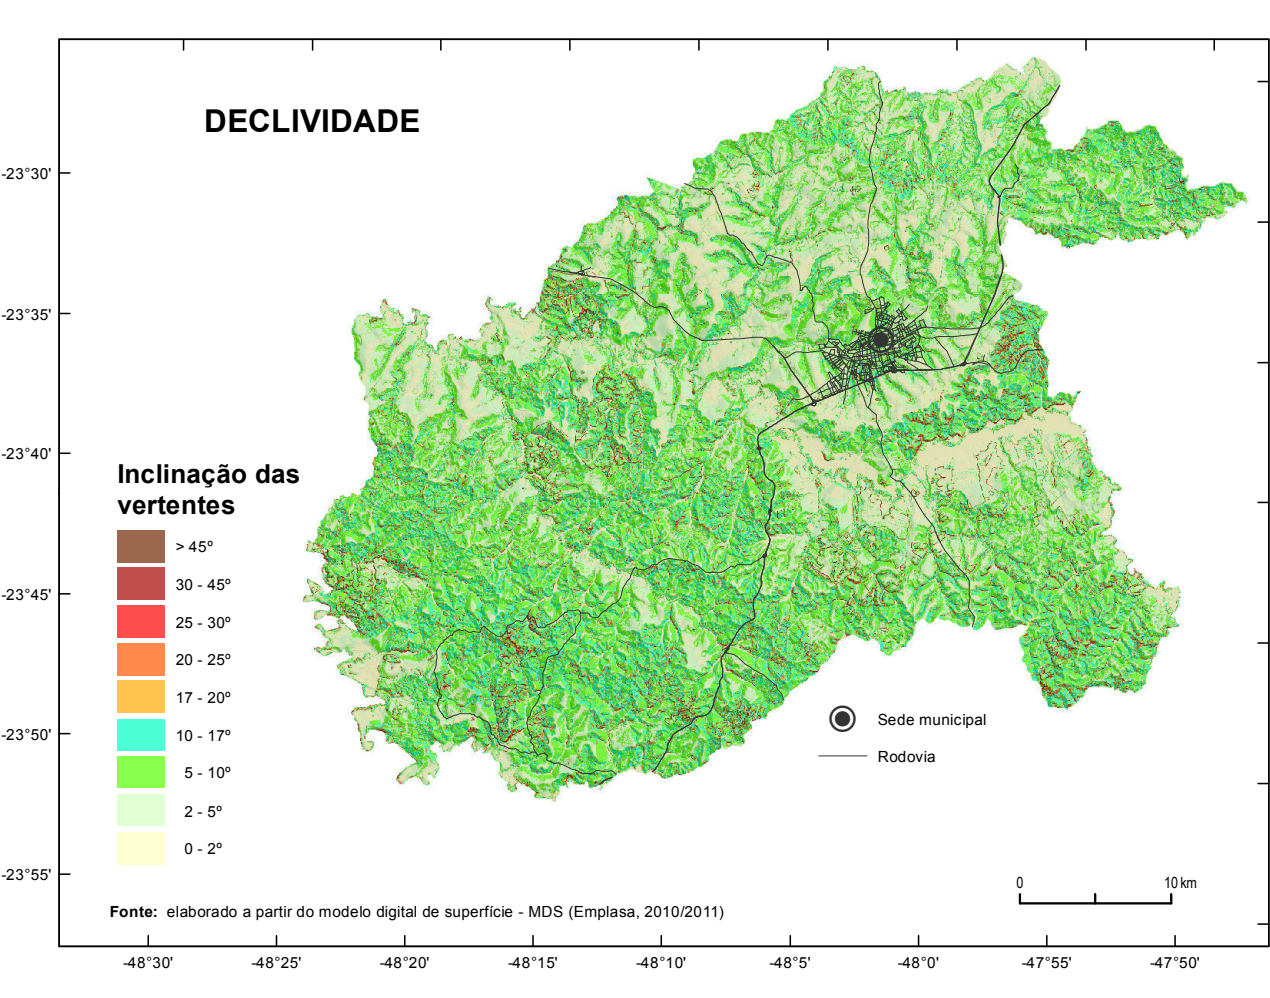 DECLIVIDADE
-23°30'
-23°35'
-23°40'
-23°45'
-23°50'
-23°55'
Inclinação das
vertentes
> 45º
30 - 45º
25 - 30º
20 - 25º
17 - 20º
10 - 17º
5 - 10º
2 - 5º
0 - 2º
Sede municipal
Rodovia
0 10 km
Fonte: elaborado a partir do modelo digital de superfície - MDS (Emplasa, 2010/2011)
-48°30' -48°25' -48°20' -48°15' -48°10' -48°5' -48°0' -47°55' -47°50'